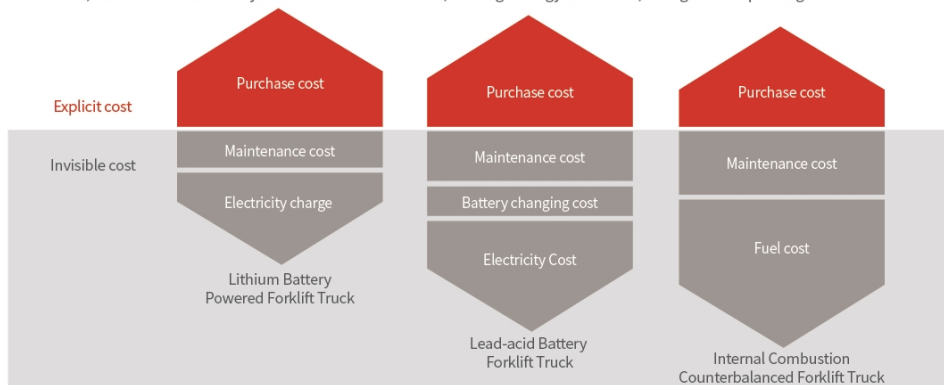 Purchase cost
Purchase cost
Purchase cost
Explicit cost
Invisible cost
Maintenance cost
Maintenance cost
Maintenance cost
Electricity charge
Battery changing cost
Fuel cost
Electricity Cost
Lithium Battery
Powered Forklift Truck
Lead-acid Battery
Forklift Truck
Internal Combustion
Counterbalanced Forklift Truck